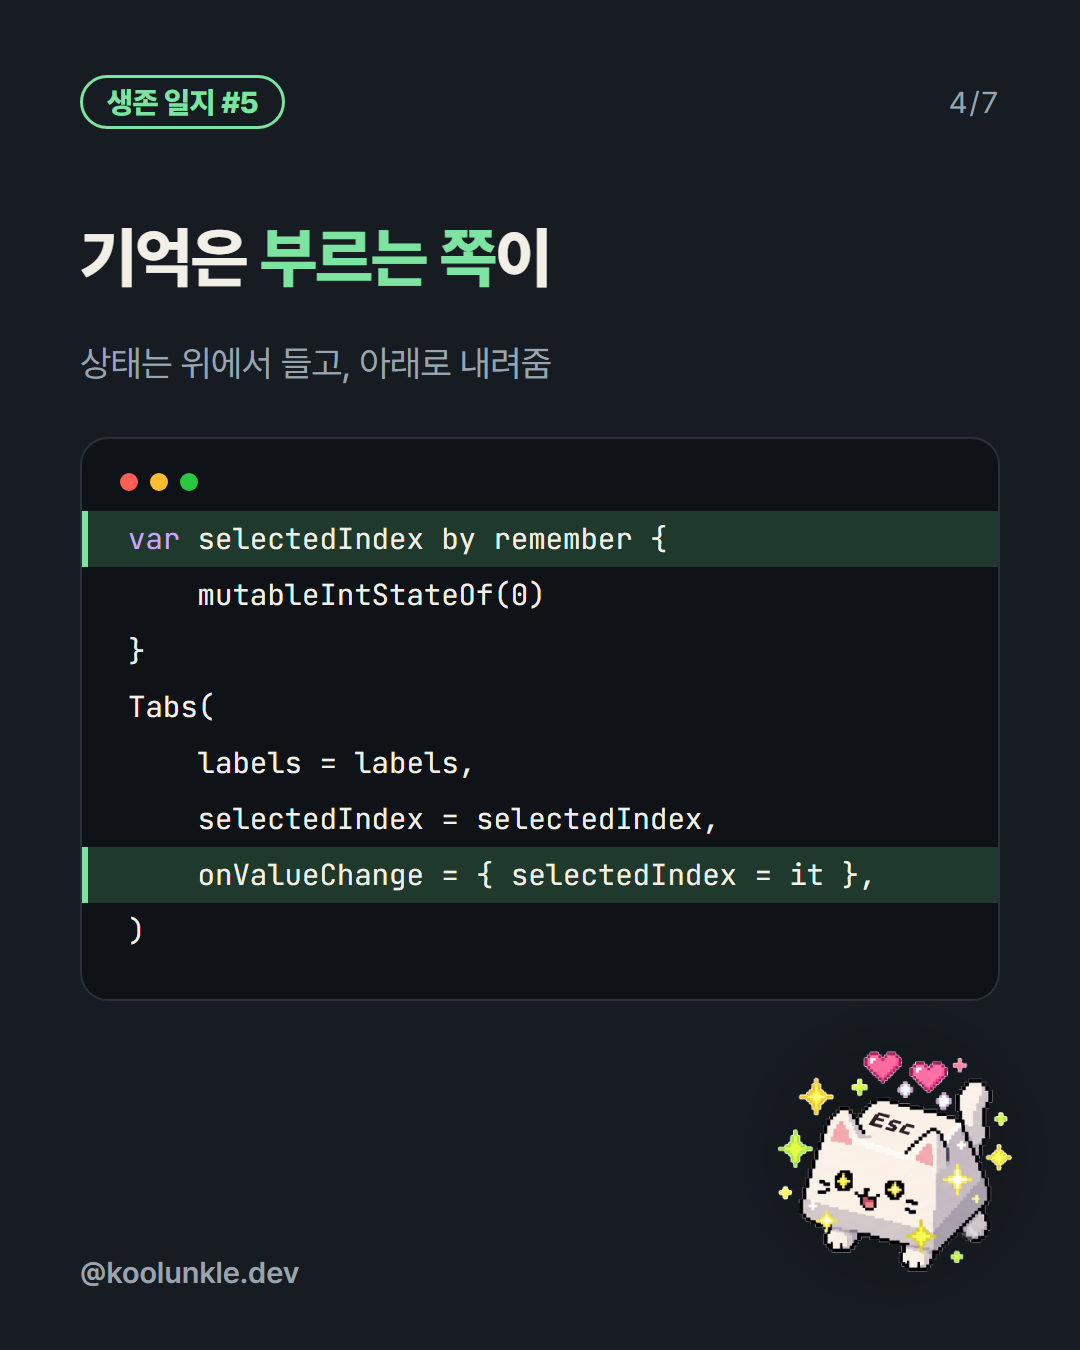 생존 일지 #5
4/7
기억은 부르는 쪽이
상태는 위에서 들고, 아래로 내려줌
var selectedIndex by remember {
    mutableIntStateOf(0)
}
Tabs(
    labels = labels,
    selectedIndex = selectedIndex,
    onValueChange = { selectedIndex = it },
)
Esc
@koolunkle.dev